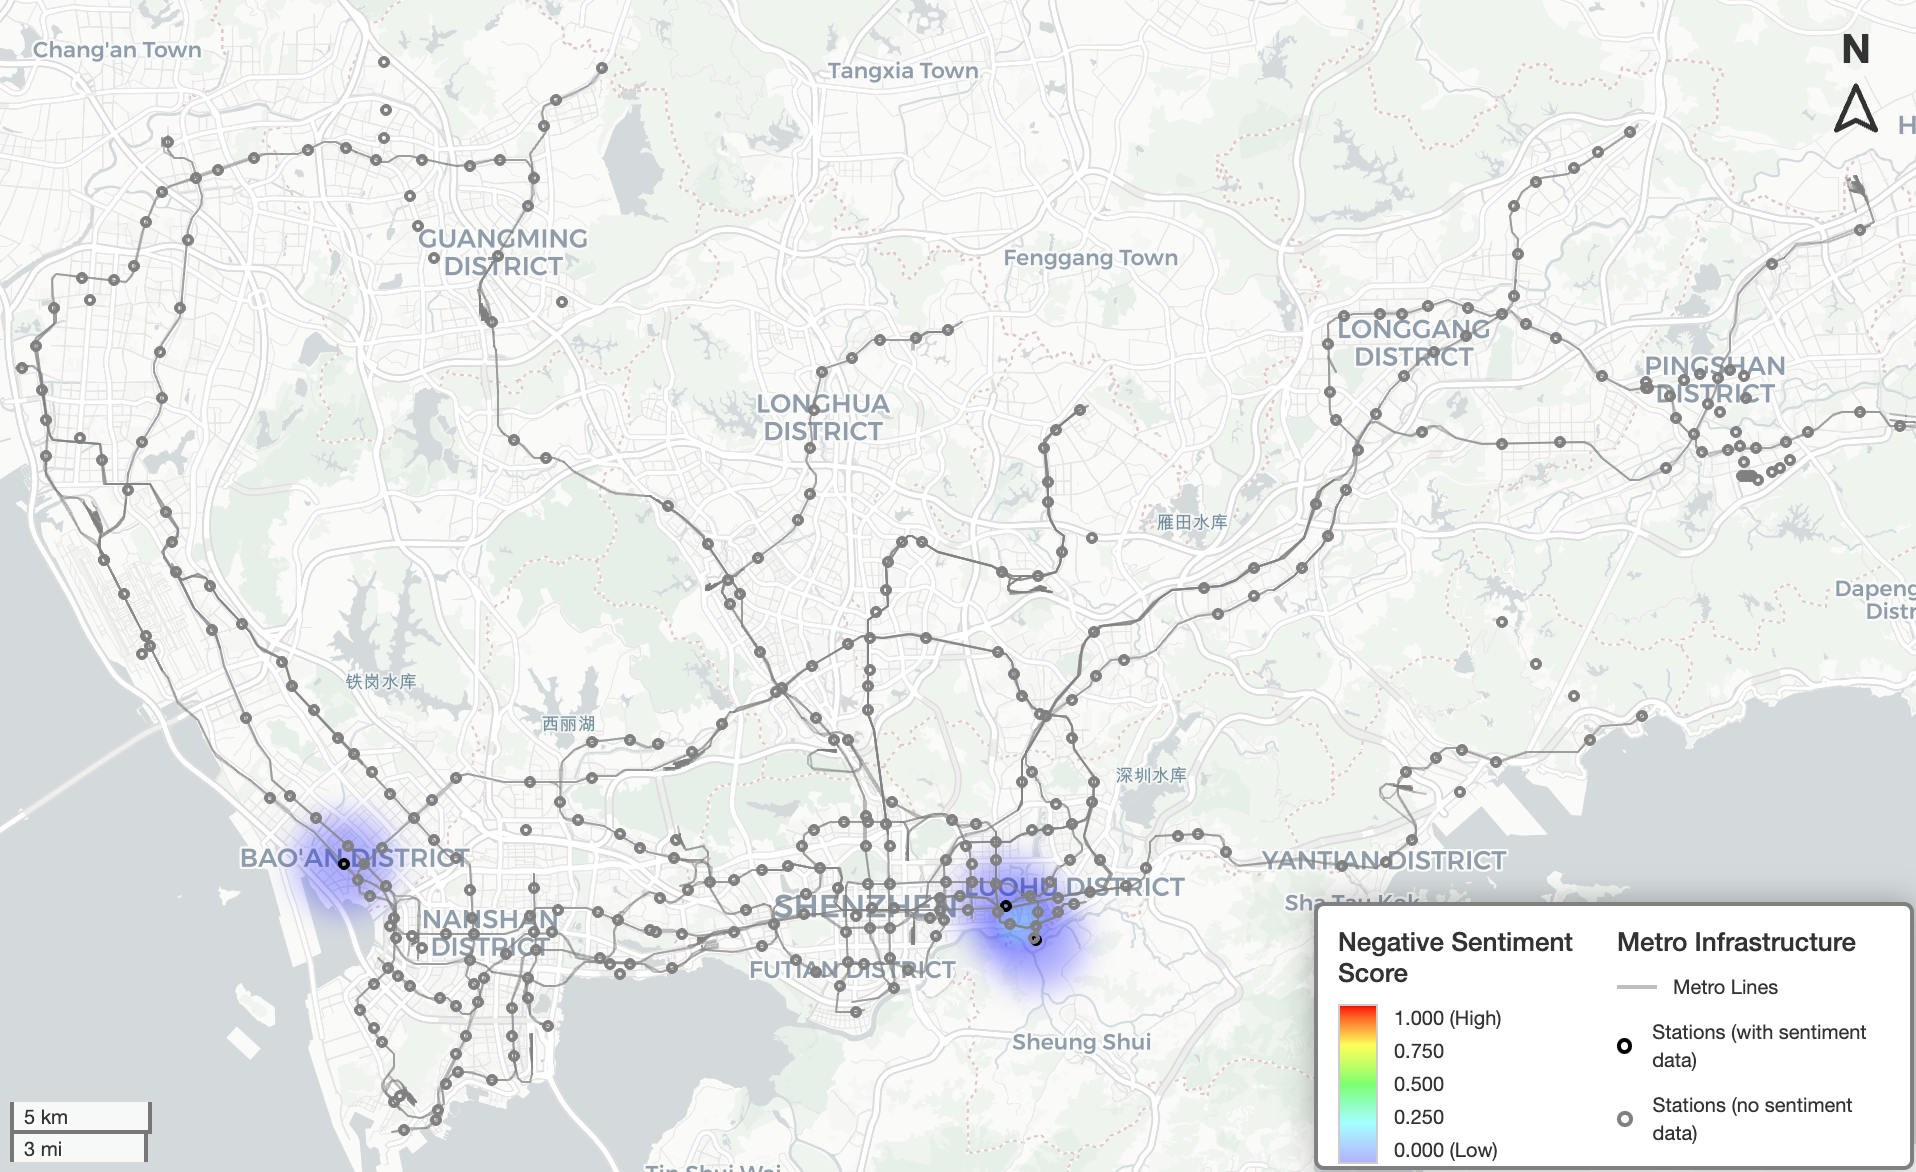 Chang'an Town
Tangxia Town
N
H
GUANGMING
DISTRICT
Fenggang Town
LONGGANG
DISTRICT
PINGSHAN
DISTRICT
LONGHUA
DISTRICT
雁田水库
Dapeng
Distr
铁岗水库
西丽湖
深圳水库
BAO'AN DISTRICT
YANTIAN DISTRICT
LUOHU DISTRICT
Sha Tau Kok
SHENZHEN
NANSHAN
DISTRICT
FUTIAN DISTRICT
Sheung Shui
Tin Shui Wai
5 km
3 mi
Negative Sentiment
Score
1.000 (High)
0.750
0.500
0.250
0.000 (Low)
Metro Infrastructure
Metro Lines
Stations (with sentiment
data)
Stations (no sentiment
data)